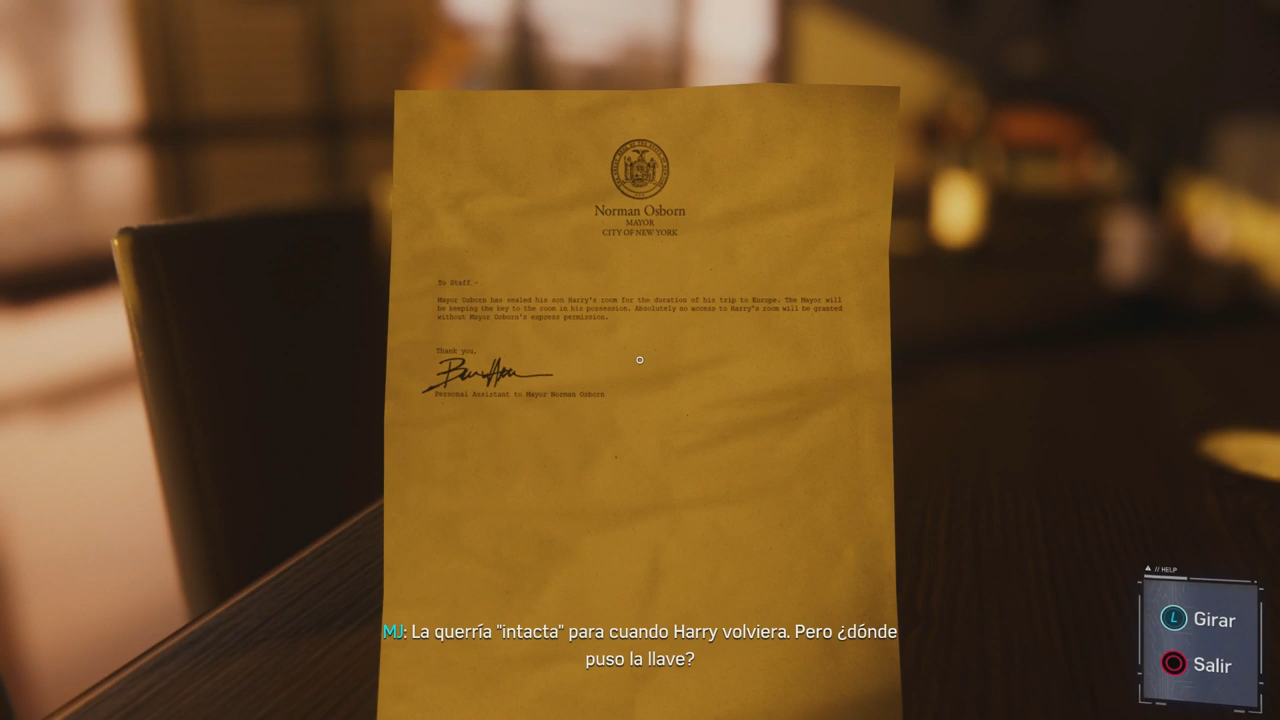 Norman Osborn
MAYOR
CITY OF NEW YORK
To Staff -
Mayor Osborn has sealed his son Harry's room for the duration of his trip to Europe. The Mayor will
be keeping the key to the room in his possession. Absolutely no access to Harry's room will be granted
without Mayor Osborn's express permission.
Thank you,
Personal Assistant to Mayor Norman Osborn
MJ: La querría "intacta" para cuando Harry volviera. Pero ¿dónde
puso la llave?
// HELP
L Girar
Salir